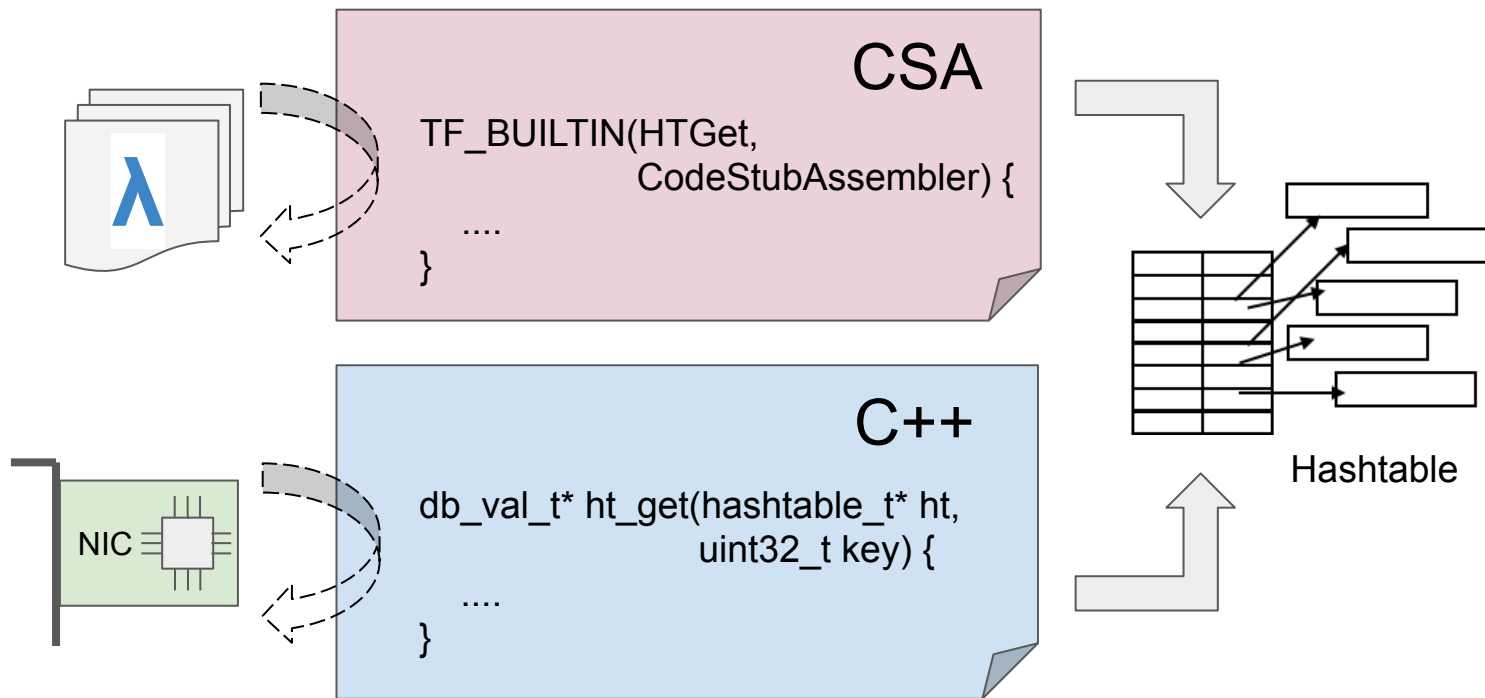 CSA
TF_BUILTIN(HTGet,
CodeStubAssembler) {
....
}
λ
C++
db_val_t* ht_get(hashtable_t* ht,
uint32_t key) {
....
}
NIC
Hashtable